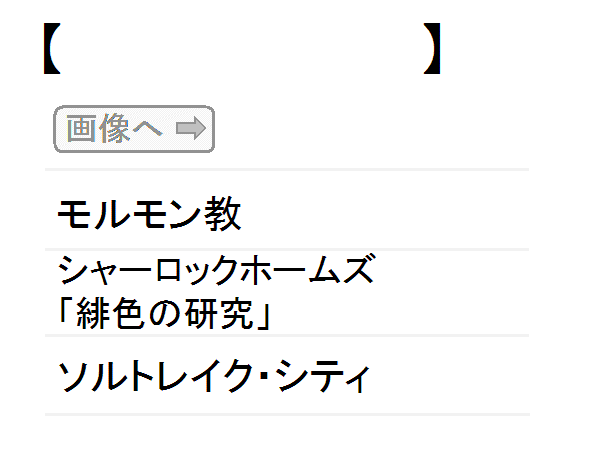 【 】
画像へ ⇨
モルモン教
シャーロックホームズ
「緋色の研究」
ソルトレイク・シティ